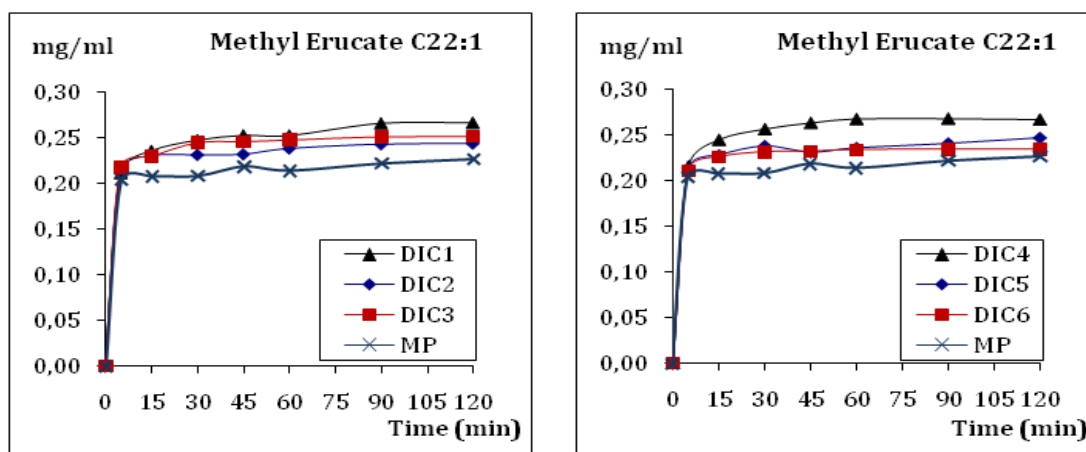 mg/ml
Methyl Erucate C22:1
0,30
0,25
0,20
0,15
0,10
0,05
0,00
DIC1
DIC2
DIC3
MP
0 15 30 45 60 75 90 105 120
Time (min)
mg/ml
Methyl Erucate C22:1
0,30
0,25
0,20
0,15
0,10
0,05
0,00
DIC4
DIC5
DIC6
MP
0 15 30 45 60 75 90 105 120
Time (min)